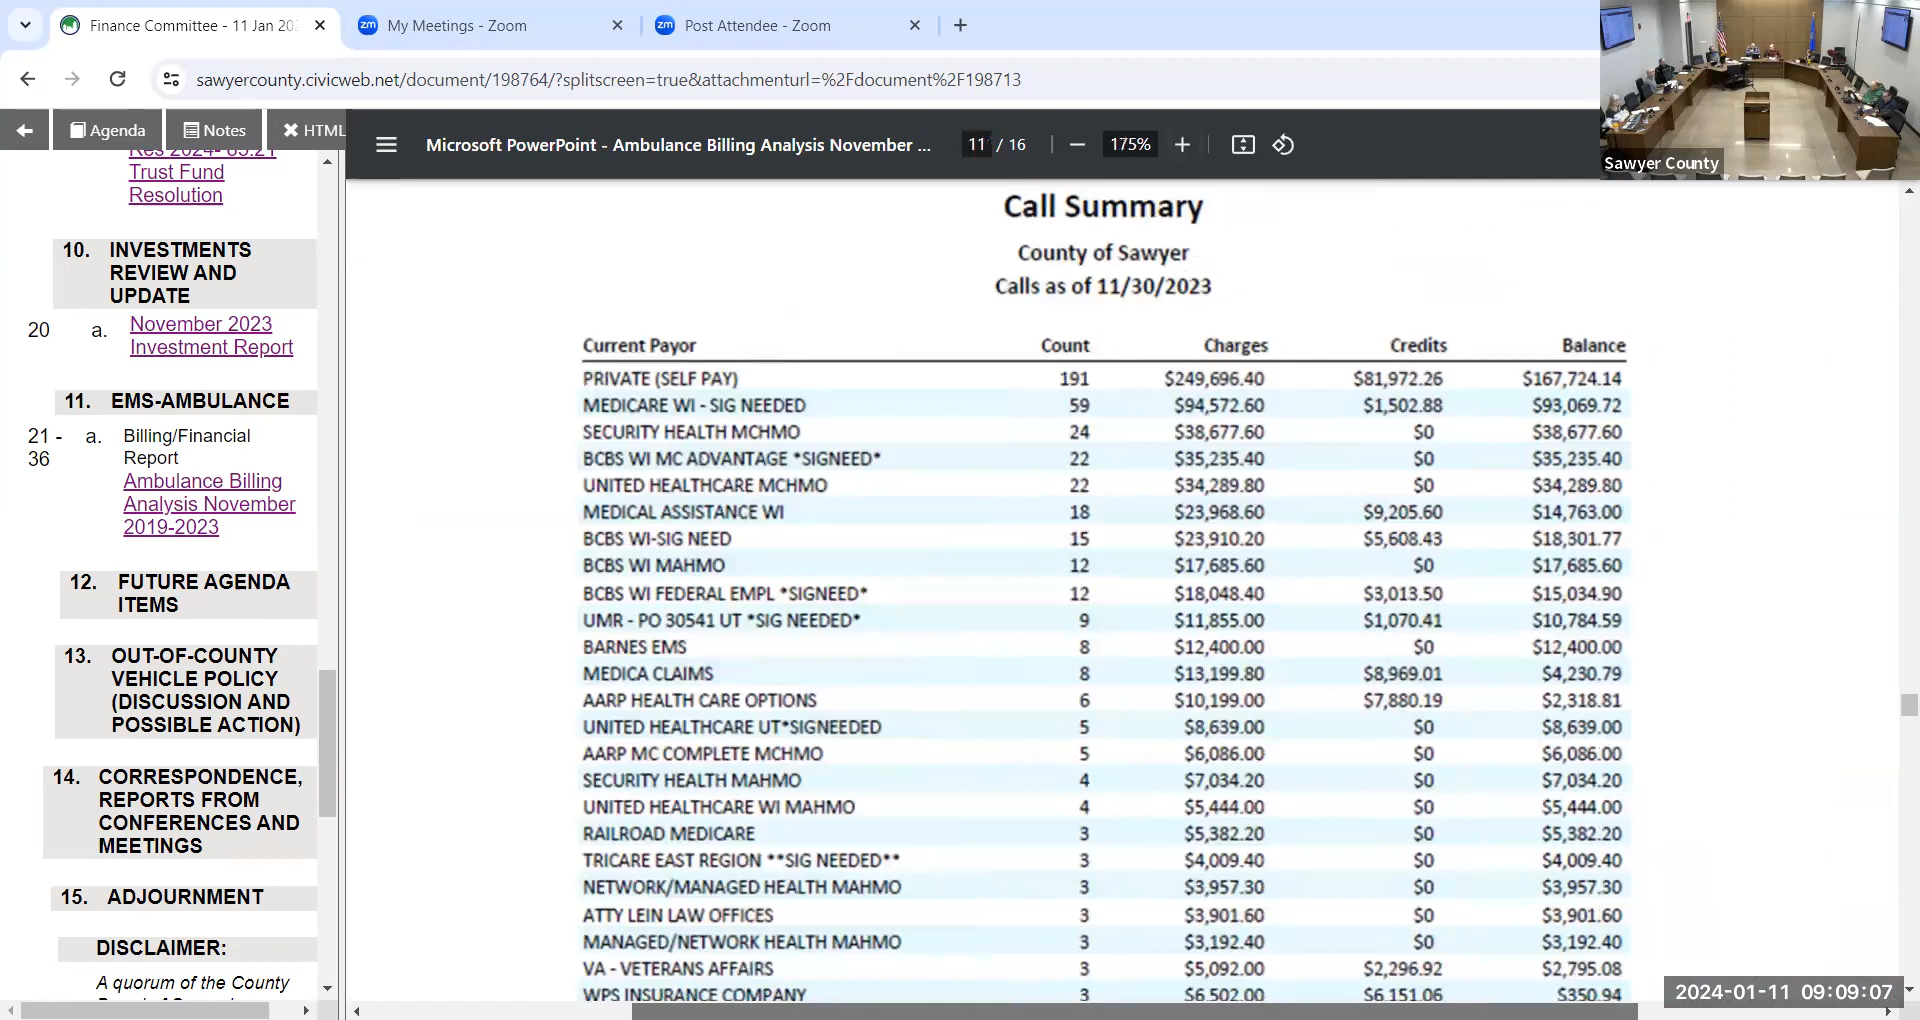 Finance Committee - 11 Jan 202
My Meetings - Zoom
Post Attendee - Zoom
sawyercounty.civicweb.net/document/198764/?splitscreen=true&attachmenturl=%2Fdocument%2F198713
Agenda
Notes
HTML
Microsoft PowerPoint - Ambulance Billing Analysis November ...
11 / 16
175%
Sawyer County
Res 2024- 05.21
Trust Fund
Resolution
10. INVESTMENTS
REVIEW AND
UPDATE
20 a. November 2023
Investment Report
11. EMS-AMBULANCE
21 - a. Billing/Financial
36 Report
Ambulance Billing
Analysis November
2019-2023
12. FUTURE AGENDA
ITEMS
13. OUT-OF-COUNTY
VEHICLE POLICY
(DISCUSSION AND
POSSIBLE ACTION)
14. CORRESPONDENCE,
REPORTS FROM
CONFERENCES AND
MEETINGS
15. ADJOURNMENT
DISCLAIMER:
A quorum of the County
Call Summary
County of Sawyer
Calls as of 11/30/2023
Current Payor Count Charges Credits Balance
PRIVATE (SELF PAY) 191 $249,696.40 $81,972.26 $167,724.14
MEDICARE WI - SIG NEEDED 59 $94,572.60 $1,502.88 $93,069.72
SECURITY HEALTH MCHMO 24 $38,677.60 $0 $38,677.60
BCBS WI MC ADVANTAGE *SIGNEED* 22 $35,235.40 $0 $35,235.40
UNITED HEALTHCARE MCHMO 22 $34,289.80 $0 $34,289.80
MEDICAL ASSISTANCE WI 18 $23,968.60 $9,205.60 $14,763.00
BCBS WI-SIG NEED 15 $23,910.20 $5,608.43 $18,301.77
BCBS WI MAHMO 12 $17,685.60 $0 $17,685.60
BCBS WI FEDERAL EMPL *SIGNEED* 12 $18,048.40 $3,013.50 $15,034.90
UMR - PO 30541 UT *SIG NEEDED* 9 $11,855.00 $1,070.41 $10,784.59
BARNES EMS 8 $12,400.00 $0 $12,400.00
MEDICA CLAIMS 8 $13,199.80 $8,969.01 $4,230.79
AARP HEALTH CARE OPTIONS 6 $10,199.00 $7,880.19 $2,318.81
UNITED HEALTHCARE UT*SIGNEEDED 5 $8,639.00 $0 $8,639.00
AARP MC COMPLETE MCHMO 5 $6,086.00 $0 $6,086.00
SECURITY HEALTH MAHMO 4 $7,034.20 $0 $7,034.20
UNITED HEALTHCARE WI MAHMO 4 $5,444.00 $0 $5,444.00
RAILROAD MEDICARE 3 $5,382.20 $0 $5,382.20
TRICARE EAST REGION **SIG NEEDED** 3 $4,009.40 $0 $4,009.40
NETWORK/MANAGED HEALTH MAHMO 3 $3,957.30 $0 $3,957.30
ATTY LEIN LAW OFFICES 3 $3,901.60 $0 $3,901.60
MANAGED/NETWORK HEALTH MAHMO 3 $3,192.40 $0 $3,192.40
VA - VETERANS AFFAIRS 3 $5,092.00 $2,296.92 $2,795.08
WPS INSURANCE COMPANY 3 $6,502.00 $6,151.06 $350.94
2024-01-11 09:09:07